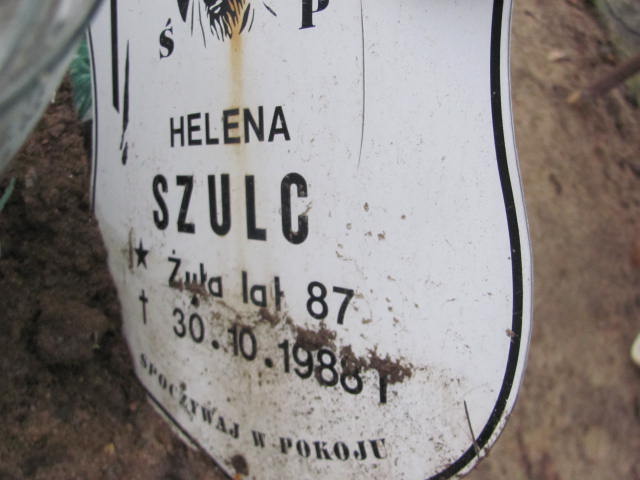 Ś P
HELENA
SZULC
★ Żyła lat 87
† 30.10.1988 r
SPOCZYWAJ W POKOJU